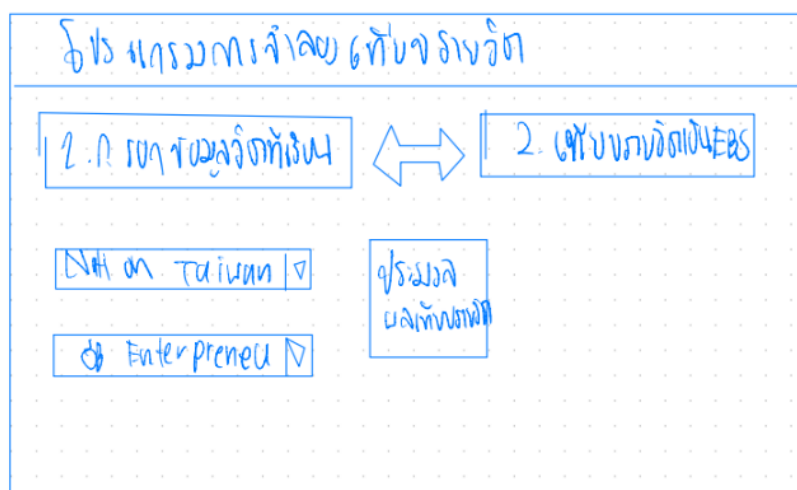 โปรแกรมการจำลองเทียบรายวิชา
1. กรอกข้อมูลวิชาที่เรียน
2. เทียบรายวิชาเป็น EBS
on Taiwan
Enterpreneu
ประมวล
ผลเทียบรายวิชา